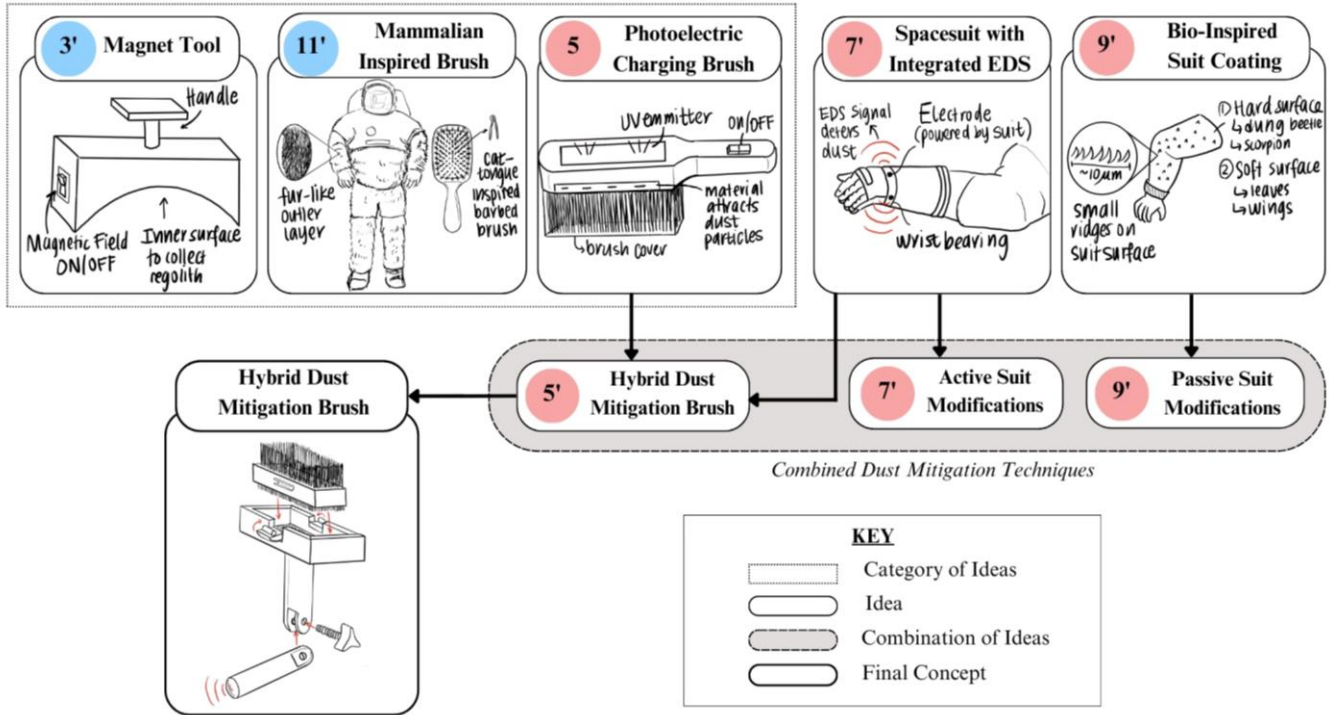 3'
Magnet Tool
Handle
Magnetic Field
ON/OFF
Inner surface
to collect
regolith
11'
Mammalian
Inspired Brush
fur-like
outler
layer
cat-
tongue
inspired
barbed
brush
5
Photoelectric
Charging Brush
UV emmitter
ON/OFF
material
attracts
dust
particles
brush cover
7'
Spacesuit with
Integrated EDS
EDS signal
deters
dust
Electrode
(powered by suit)
wrist bearing
9'
Bio-Inspired
Suit Coating
~10μm
small
ridges on
suit surface
① Hard surface
↳ dung beetle
↳ scorpion
② Soft surface
↳ leaves
↳ wings
Hybrid Dust
Mitigation Brush
5'
Hybrid Dust
Mitigation Brush
7'
Active Suit
Modifications
9'
Passive Suit
Modifications
Combined Dust Mitigation Techniques
KEY
Category of Ideas
Idea
Combination of Ideas
Final Concept